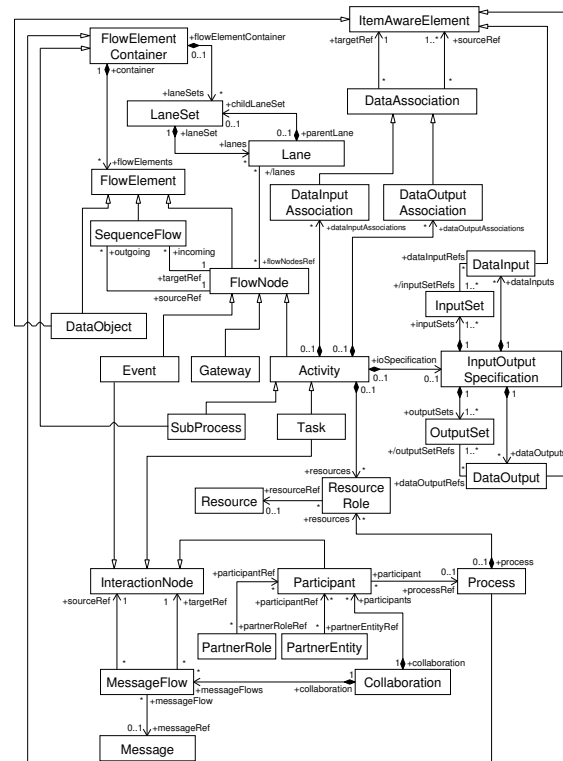 FlowElement
Container
+flowElementContainer
0..1
1
+container
ItemAwareElement
+targetRef
1
1..*
+sourceRef
*
*
DataAssociation
+laneSets
*
LaneSet
+childLaneSet
0..1
1
+laneSet
0..1
+parentLane
+lanes
*
Lane
*
+/lanes
*
+flowElements
FlowElement
DataInput
Association
DataOutput
Association
*
+dataInputAssociations
*
+dataOutputAssociations
SequenceFlow
*
+outgoing
*
+incoming
1
+targetRef
1
+sourceRef
*
+flowNodesRef
FlowNode
+dataInputRefs
*
DataInput
+/inputSetRefs
1..*
*
+dataInputs
InputSet
+inputSets
1..*
1
1
DataObject
Event
Gateway
0..1
0..1
Activity
+ioSpecification
0..1
0..1
0..1
InputOutput
Specification
1
1
+outputSets
1..*
OutputSet
+/outputSetRefs
1..*
*
+dataOutputs
*
+dataOutputRefs
DataOutput
SubProcess
Task
+resources
*
Resource
+resourceRef
0..1
*
Resource
Role
+resources
*
0..1
+process
InteractionNode
+participantRef
*
Participant
+participant
*
0..1
+processRef
Process
+sourceRef
1
1
+targetRef
+participantRef
*
*
+participants
*
+partnerRoleRef
*
+partnerEntityRef
PartnerRole
PartnerEntity
1
+collaboration
*
*
MessageFlow
*
+messageFlows
+collaboration
1
Collaboration
*
+messageFlow
0..1
+messageRef
Message